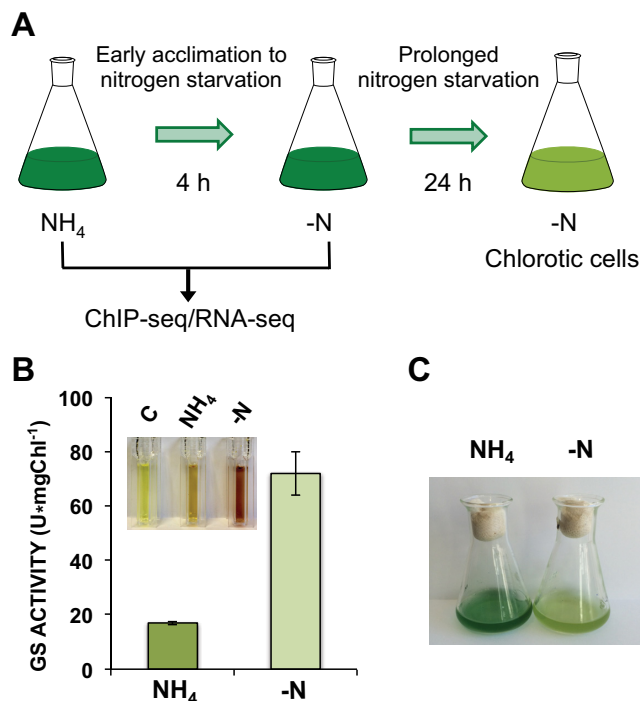 A
Early acclimation to
nitrogen starvation
Prolonged
nitrogen starvation
4 h
24 h
NH₄
-N
-N
Chlorotic cells
ChIP-seq/RNA-seq
B
C
NH₄
-N
100
80
60
40
20
0
GS ACTIVITY (U*mgChl⁻¹)
NH₄
-N
C
NH₄
-N